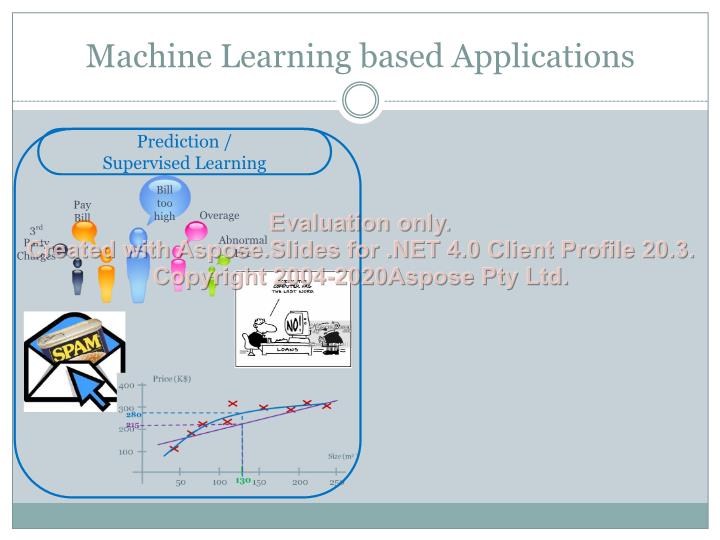 Machine Learning based Applications
Prediction /
Supervised Learning
Bill
too
high
Pay
Bill
Overage
3rd
Party
Charges
Abnormal
Evaluation only.
Created with Aspose.Slides for .NET 4.0 Client Profile 20.3.
Copyright 2004-2020Aspose Pty Ltd.
COMPUTER HAS
THE LAST WORD.
NO!
LOANS
SPAM
Price (K$)
400
300
280
215
200
100
Size (m²
50
100
130
150
200
250